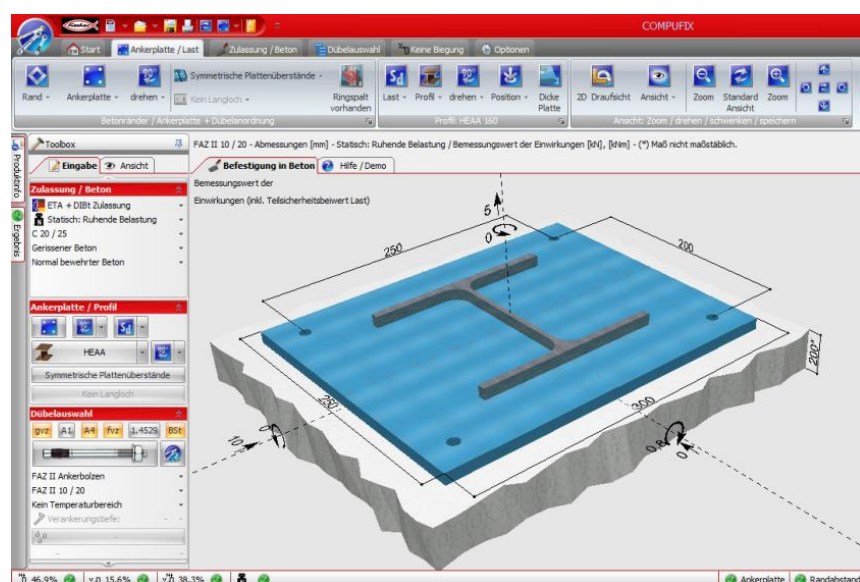 fischer
COMPUFIX
Start
Ankerplatte / Last
Zulassung / Beton
Dübelauswahl
Keine Biegung
Optionen
Rand
Ankerplatte
drehen
Symmetrische Plattenüberstände
Kein Langloch
Ringspalt vorhanden
Last
Profil
drehen
Position
Dicke Platte
2D Draufsicht
Ansicht
Zoom
Standard Ansicht
Zoom
Betonränder / Ankerplatte + Dübelanordnung
Profil: HEAA 160
Ansicht: Zoom / drehen / schwenken / speichern
Produktinfo
Ergebnis
Toolbox
Eingabe
Ansicht
Zulassung / Beton
ETA + DIBt Zulassung
Statisch: Ruhende Belastung
C 20 / 25
Gerissener Beton
Normal bewehrter Beton
Ankerplatte / Profil
HEAA
Symmetrische Plattenüberstände
Kein Langloch
Dübelauswahl
gvz A1 A4 fvz 1.4529 BSt
FAZ II Ankerbolzen
FAZ II 10 / 20
Kein Temperaturbereich
Verankerungstiefe:
FAZ II 10 / 20 - Abmessungen [mm] - Statisch: Ruhende Belastung / Bemessungswert der Einwirkungen [kN], [kNm] - (*) Maß nicht maßstäblich.
Befestigung in Beton
Hilfe / Demo
Bemessungswert der
Einwirkungen (inkl. Teilsicherheitsbeiwert Last)
5
0
250
200
200*
250
300
10
0
0,8
0
46.9%
15.6%
38.3%
Ankerplatte
Randabstand